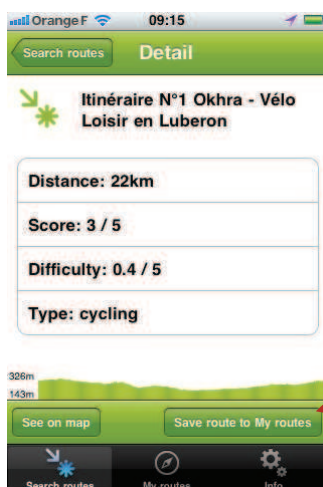 Orange F 09:15
Search routes Detail
Itinéraire N°1 Okhra - Vélo
Loisir en Luberon
Distance: 22km
Score: 3 / 5
Difficulty: 0.4 / 5
Type: cycling
326m
143m
See on map Save route to My routes
Search routes My routes Info